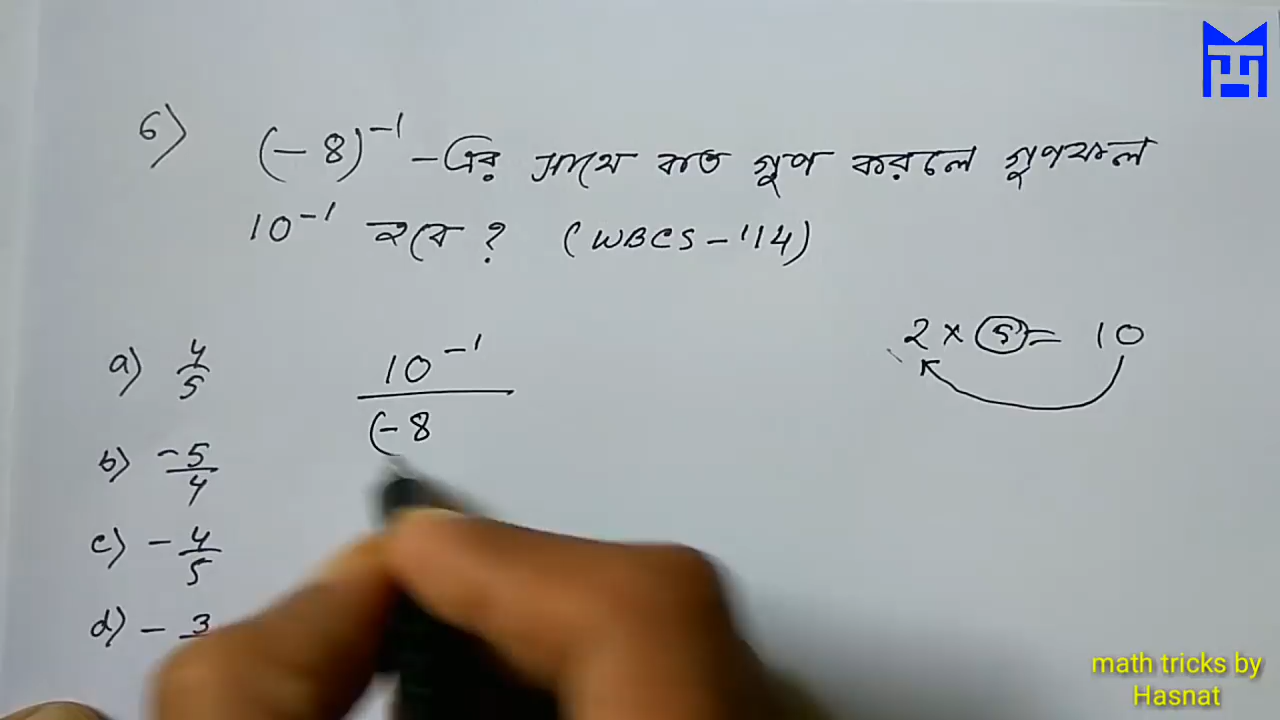 6) (-8)⁻¹ -এর সাথে কত গুণ করলে গুণফল
10⁻¹ হবে ? (WBCS-'14)
2 × 5 = 10
a) 4/5
10⁻¹
(-8
b) -5/4
c) -4/5
d) - 3
math tricks by
Hasnat